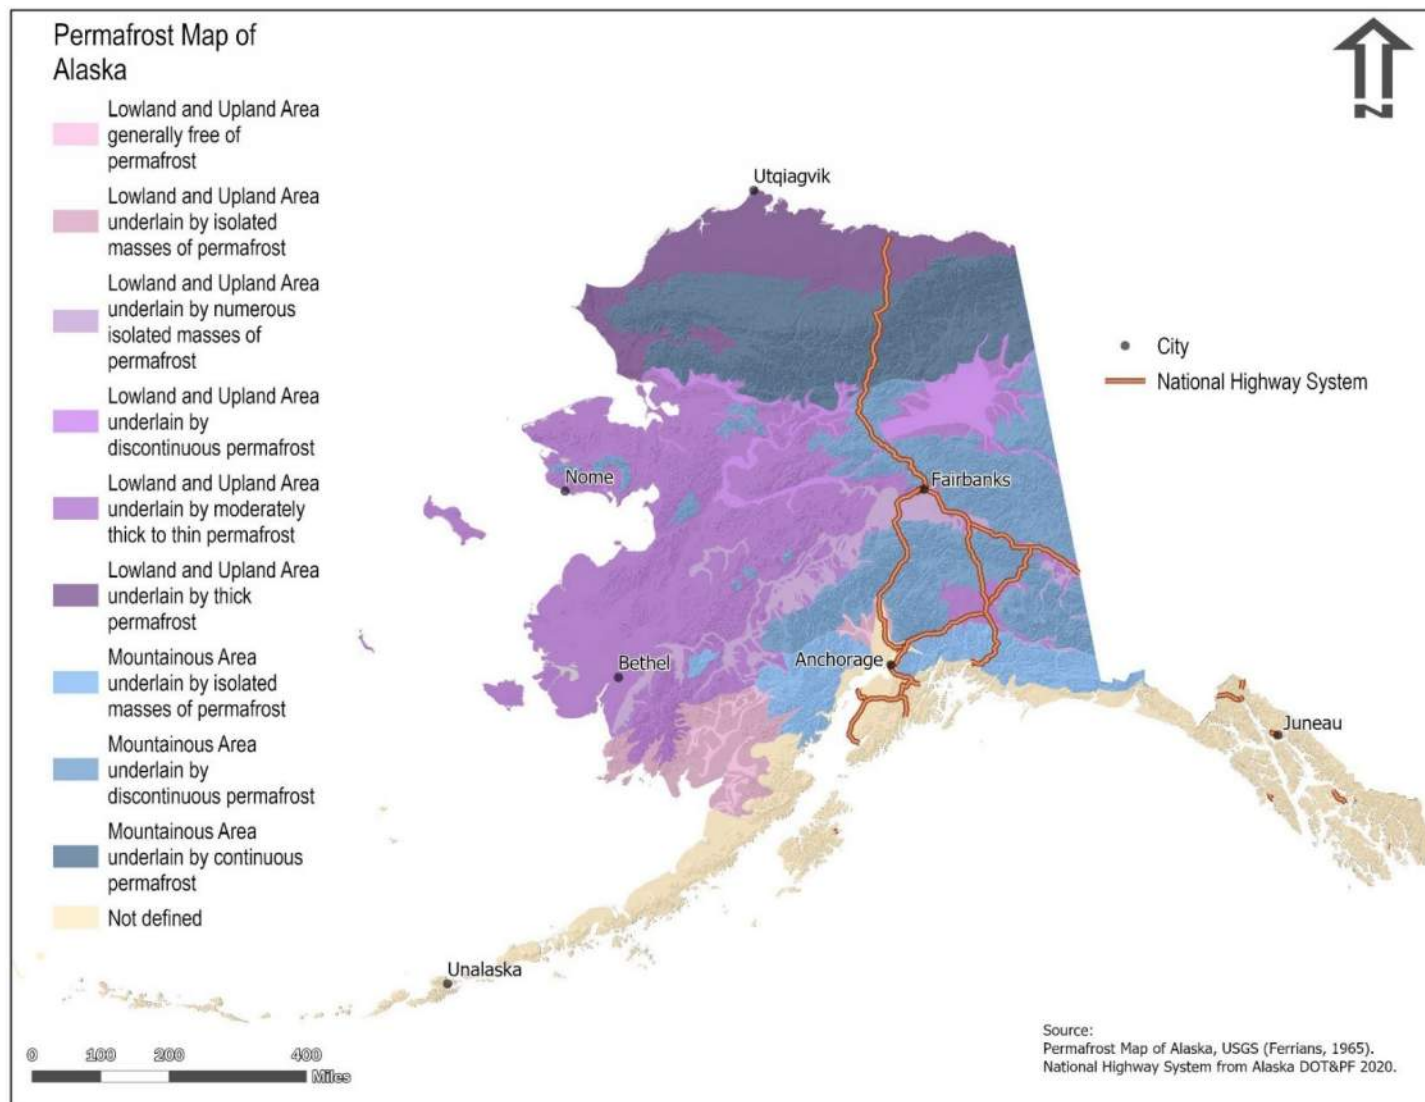 Permafrost Map of
Alaska
Lowland and Upland Area
generally free of
permafrost
Lowland and Upland Area
underlain by isolated
masses of permafrost
Lowland and Upland Area
underlain by numerous
isolated masses of
permafrost
Lowland and Upland Area
underlain by
discontinuous permafrost
Lowland and Upland Area
underlain by moderately
thick to thin permafrost
Lowland and Upland Area
underlain by thick
permafrost
Mountainous Area
underlain by isolated
masses of permafrost
Mountainous Area
underlain by
discontinuous permafrost
Mountainous Area
underlain by continuous
permafrost
Not defined
N
Utqiagvik
City
National Highway System
Nome
Fairbanks
Bethel
Anchorage
Juneau
Unalaska
0 100 200 400
Miles
Source:
Permafrost Map of Alaska, USGS (Ferrians, 1965).
National Highway System from Alaska DOT&PF 2020.